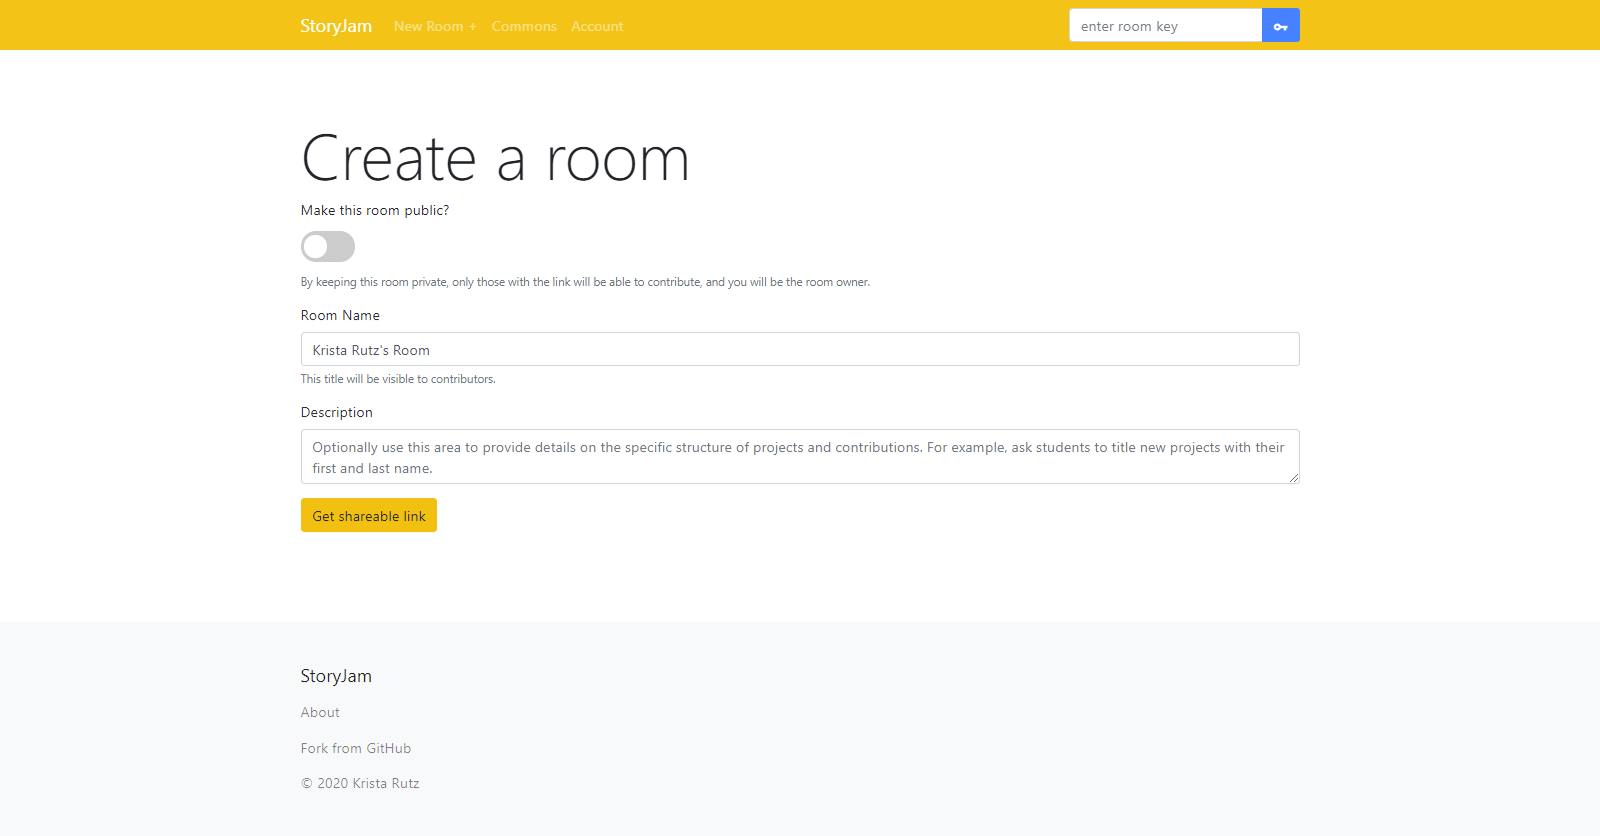 StoryJam New Room + Commons Account enter room key
Create a room
Make this room public?
By keeping this room private, only those with the link will be able to contribute, and you will be the room owner.
Room Name
Krista Rutz's Room
This title will be visible to contributors.
Description
Optionally use this area to provide details on the specific structure of projects and contributions. For example, ask students to title new projects with their
first and last name.
Get shareable link
StoryJam
About
Fork from GitHub
© 2020 Krista Rutz